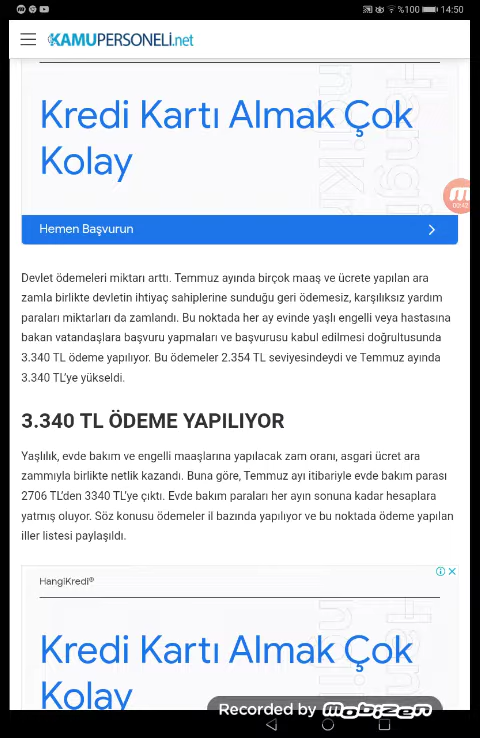 %100 14:50
KAMUPERSONELİ.net
Kredi Kartı Almak Çok
Kolay
00:42
Hemen Başvurun
Devlet ödemeleri miktarı arttı. Temmuz ayında birçok maaş ve ücrete yapılan ara
zamla birlikte devletin ihtiyaç sahiplerine sunduğu geri ödemesiz, karşılıksız yardım
paraları miktarları da zamlandı. Bu noktada her ay evinde yaşlı engelli veya hastasına
bakan vatandaşlara başvuru yapmaları ve başvurusu kabul edilmesi doğrultusunda
3.340 TL ödeme yapılıyor. Bu ödemeler 2.354 TL seviyesindeydi ve Temmuz ayında
3.340 TL'ye yükseldi.
3.340 TL ÖDEME YAPILIYOR
Yaşlılık, evde bakım ve engelli maaşlarına yapılacak zam oranı, asgari ücret ara
zammıyla birlikte netlik kazandı. Buna göre, Temmuz ayı itibariyle evde bakım parası
2706 TL'den 3340 TL'ye çıktı. Evde bakım paraları her ayın sonuna kadar hesaplara
yatmış oluyor. Söz konusu ödemeler il bazında yapılıyor ve bu noktada ödeme yapılan
iller listesi paylaşıldı.
HangiKredi®
Kredi Kartı Almak Çok
Kolay
Recorded by Mobizen